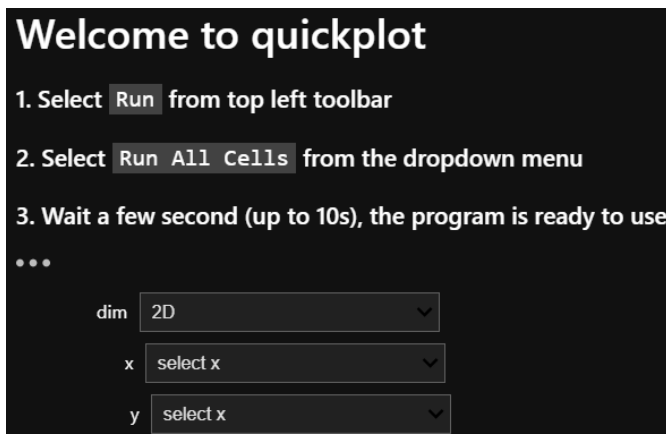 Welcome to quickplot
1. Select Run from top left toolbar
2. Select Run All Cells from the dropdown menu
3. Wait a few second (up to 10s), the program is ready to use
dim 2D
x select x
y select x